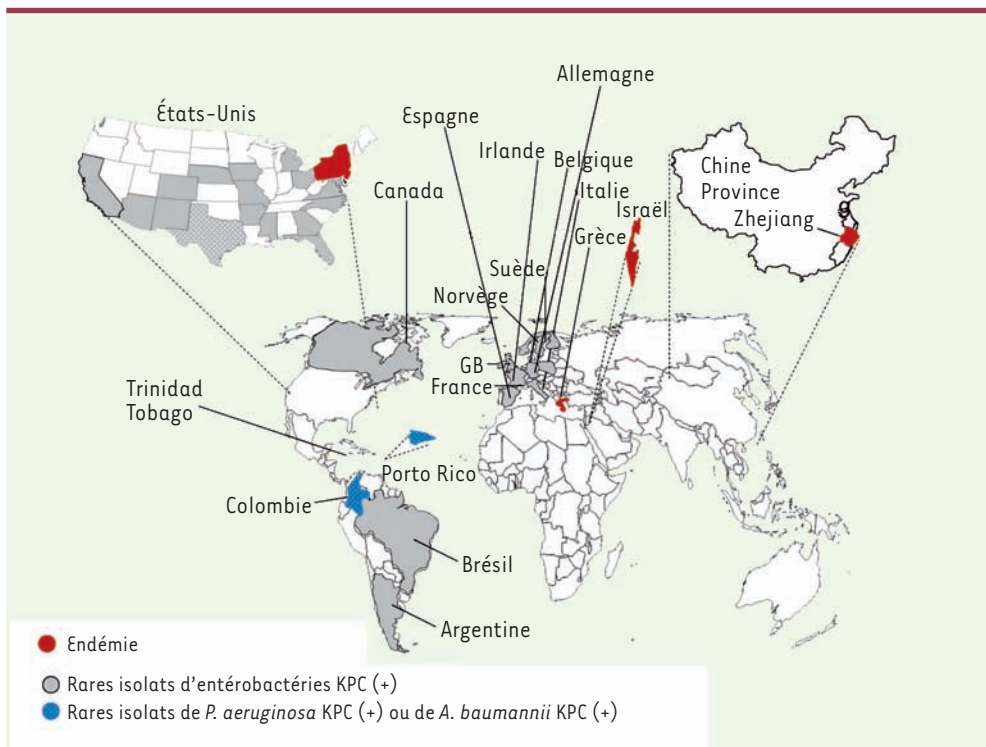 Allemagne
États-Unis
Espagne
Irlande
Belgique
Canada
Italie
Israël
Grèce
Chine
Province
Zhejiang
Suède
Norvège
GB
France
Trinidad
Tobago
Porto Rico
Colombie
Brésil
Argentine
Endémie
Rares isolats d'entérobactéries KPC (+)
Rares isolats de P. aeruginosa KPC (+) ou de A. baumannii KPC (+)